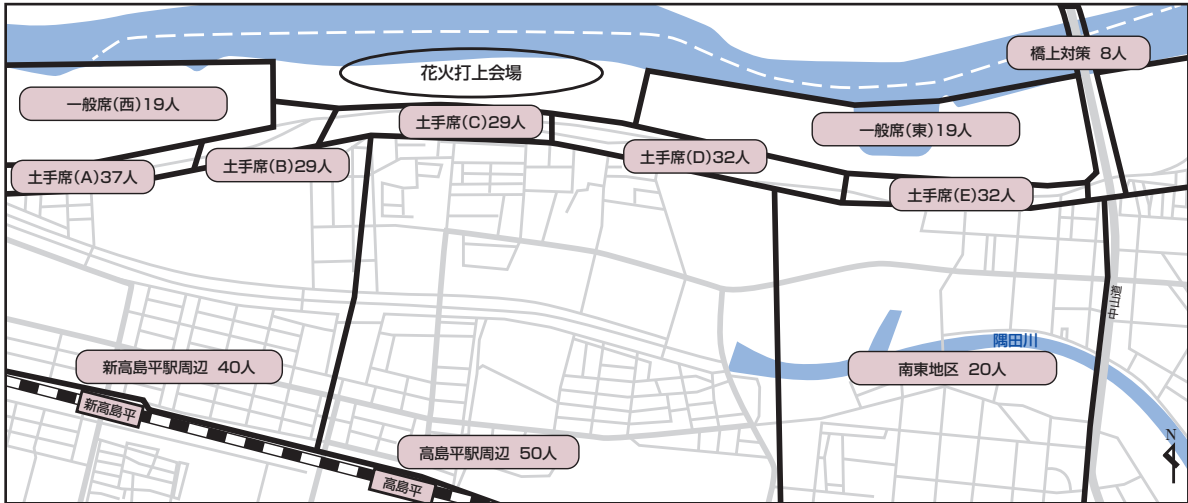 橋上対策 8人
花火打上会場
一般席(西)19人
土手席(C)29人
一般席(東)19人
土手席(A)37人
土手席(B)29人
土手席(D)32人
土手席(E)32人
中山道
隅田川
新高島平駅周辺 40人
南東地区 20人
新高島平
高島平駅周辺 50人
高島平
N